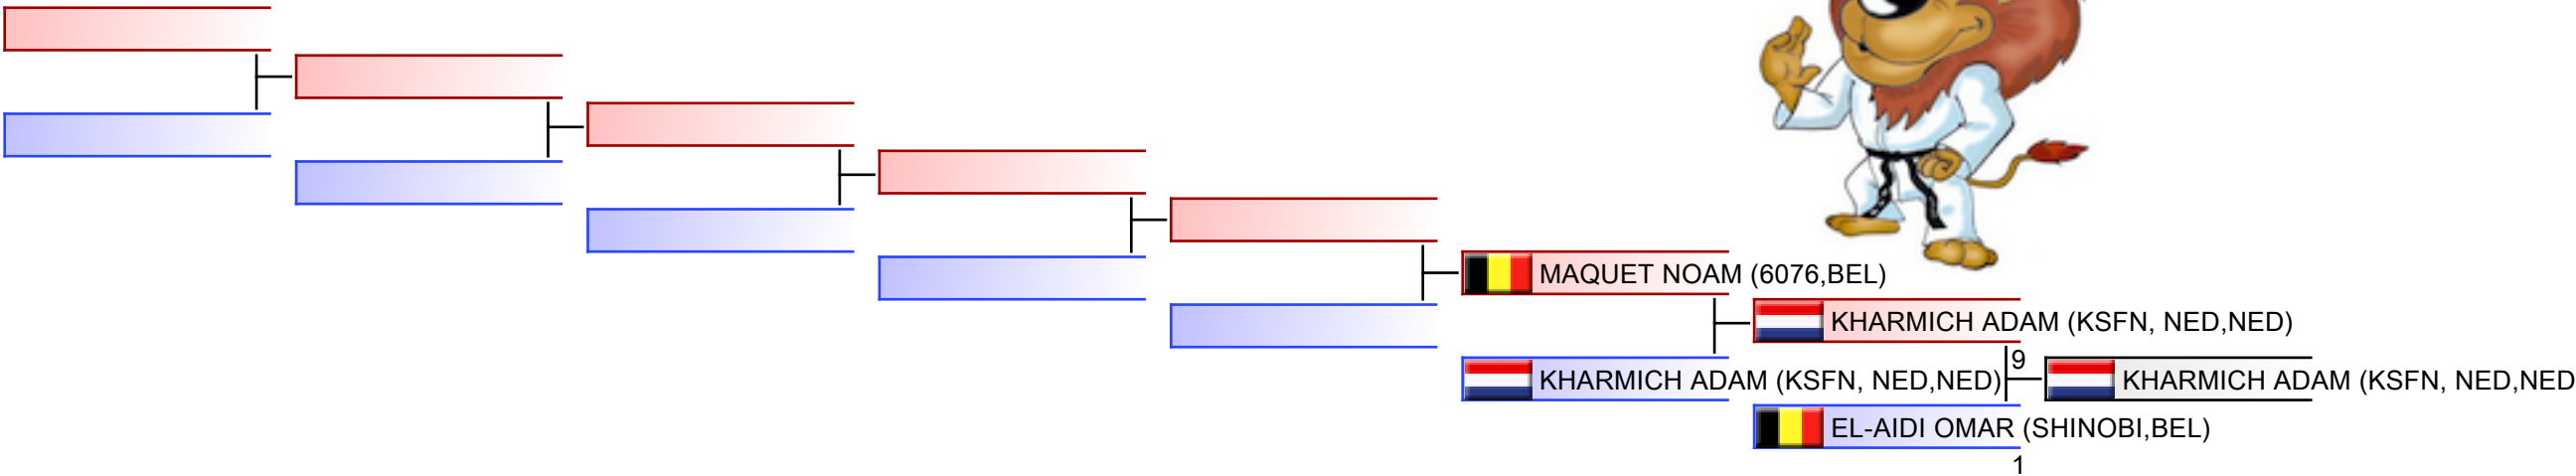 MAQUET NOAM (6076,BEL)
KHARMICH ADAM (KSFN, NED,NED)
9
KHARMICH ADAM (KSFN, NED,NED)
KHARMICH ADAM (KSFN, NED,NED
EL-AIDI OMAR (SHINOBI,BEL)
1